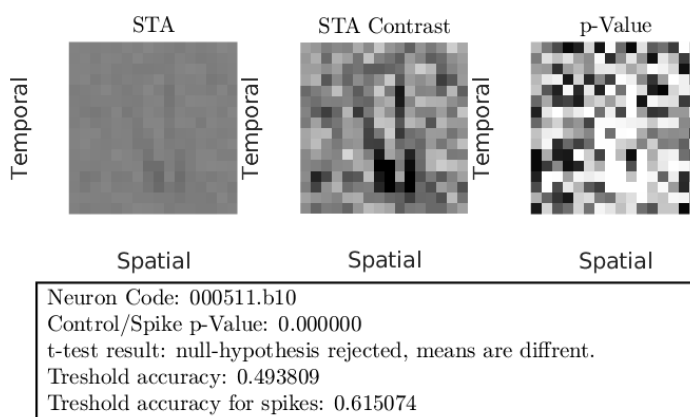 STA
STA Contrast
p-Value
Temporal
Temporal
Temporal
Spatial
Spatial
Spatial
Neuron Code: 000511.b10
Control/Spike p-Value: 0.000000
t-test result: null-hypothesis rejected, means are diffrent.
Treshold accuracy: 0.493809
Treshold accuracy for spikes: 0.615074